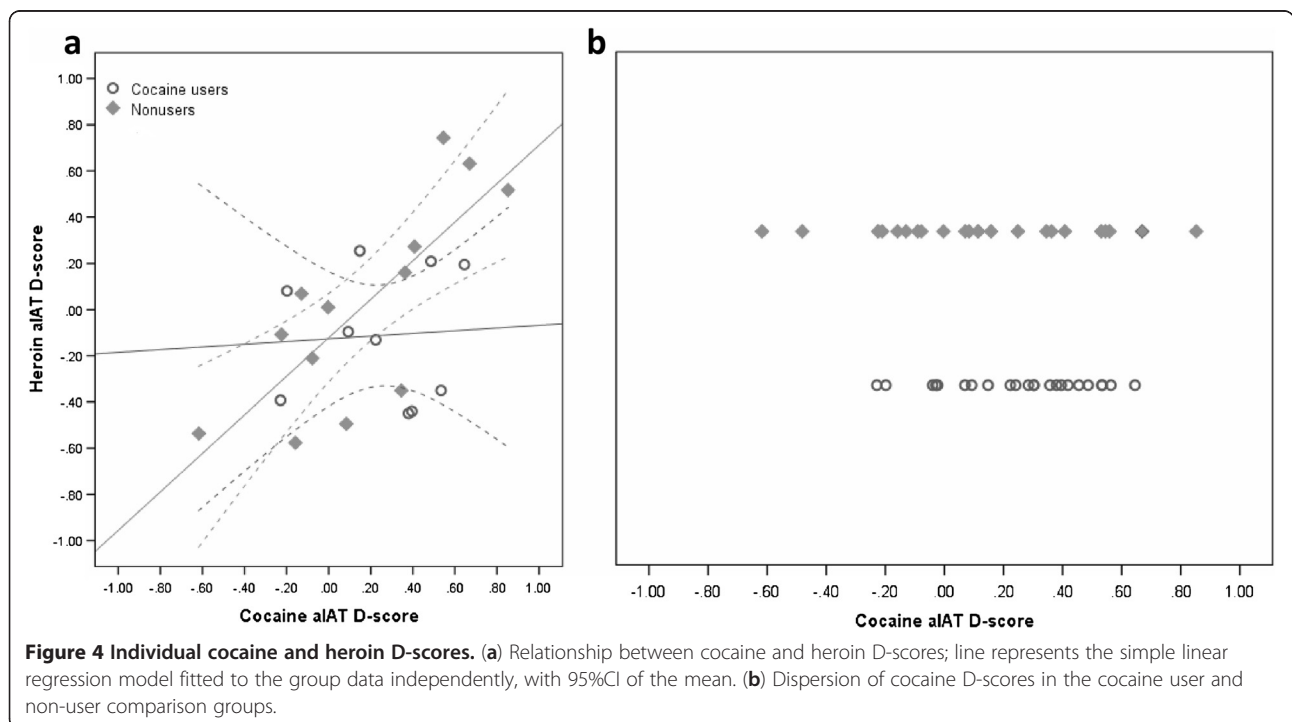 a
b
Cocaine users
Nonusers
1.00
.80
.60
.40
.20
.00
-.20
-.40
-.60
-.80
-1.00
Heroin aIAT D-score
-1.00 -.80 -.60 -.40 -.20 .00 .20 .40 .60 .80 1.00
Cocaine aIAT D-score
-1.00 -.80 -.60 -.40 -.20 .00 .20 .40 .60 .80 1.00
Cocaine aIAT D-score
Figure 4 Individual cocaine and heroin D-scores. (a) Relationship between cocaine and heroin D-scores; line represents the simple linear
regression model fitted to the group data independently, with 95%CI of the mean. (b) Dispersion of cocaine D-scores in the cocaine user and
non-user comparison groups.